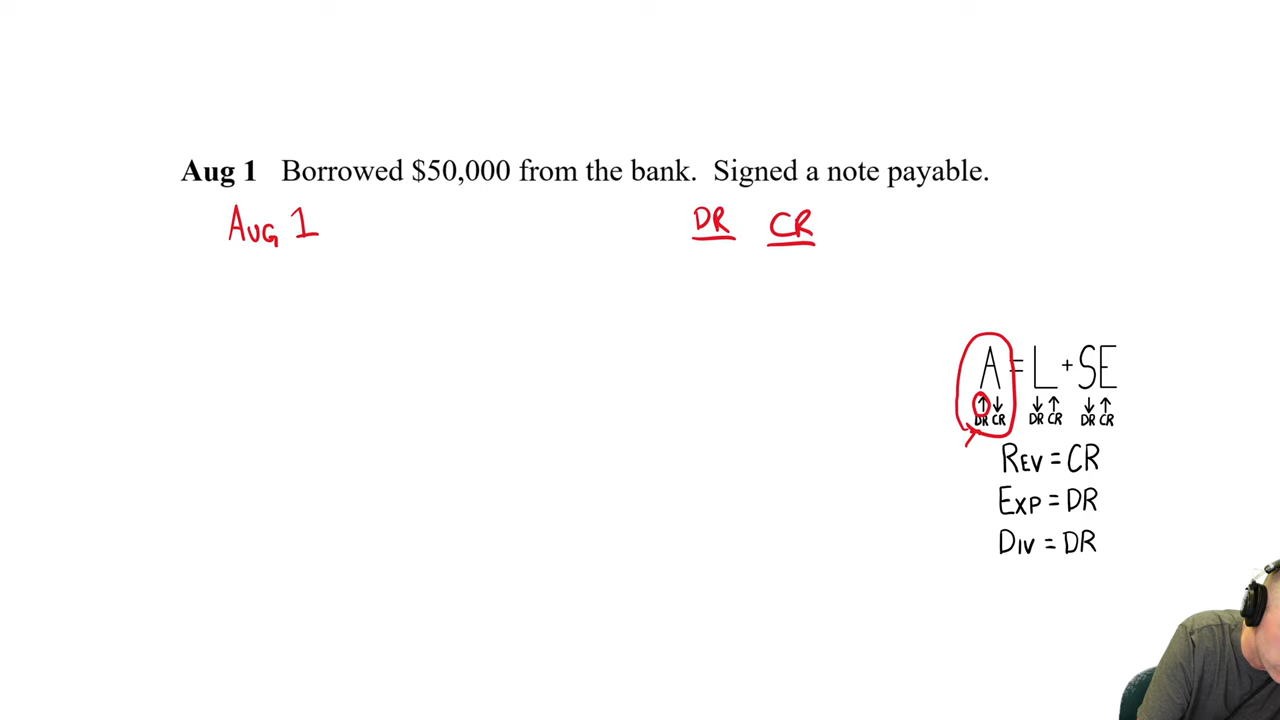 Aug 1 Borrowed $50,000 from the bank. Signed a note payable.
Aug 1 DR CR
A = L + SE
↑ ↓ ↓ ↑ ↓ ↑
DR CR DR CR DR CR
Rev = CR
Exp = DR
Div = DR